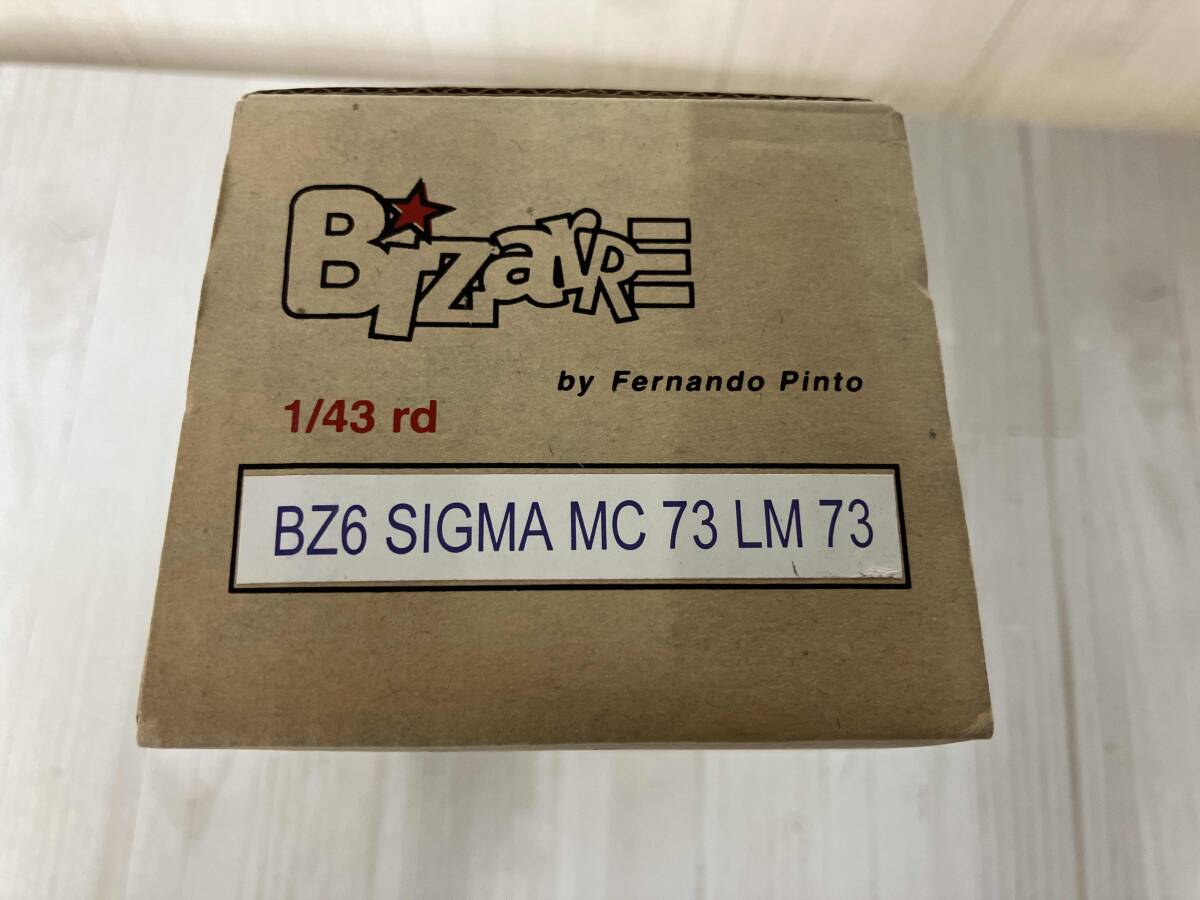 BizaRRE
by Fernando Pinto
1/43 rd
BZ6 SIGMA MC 73 LM 73